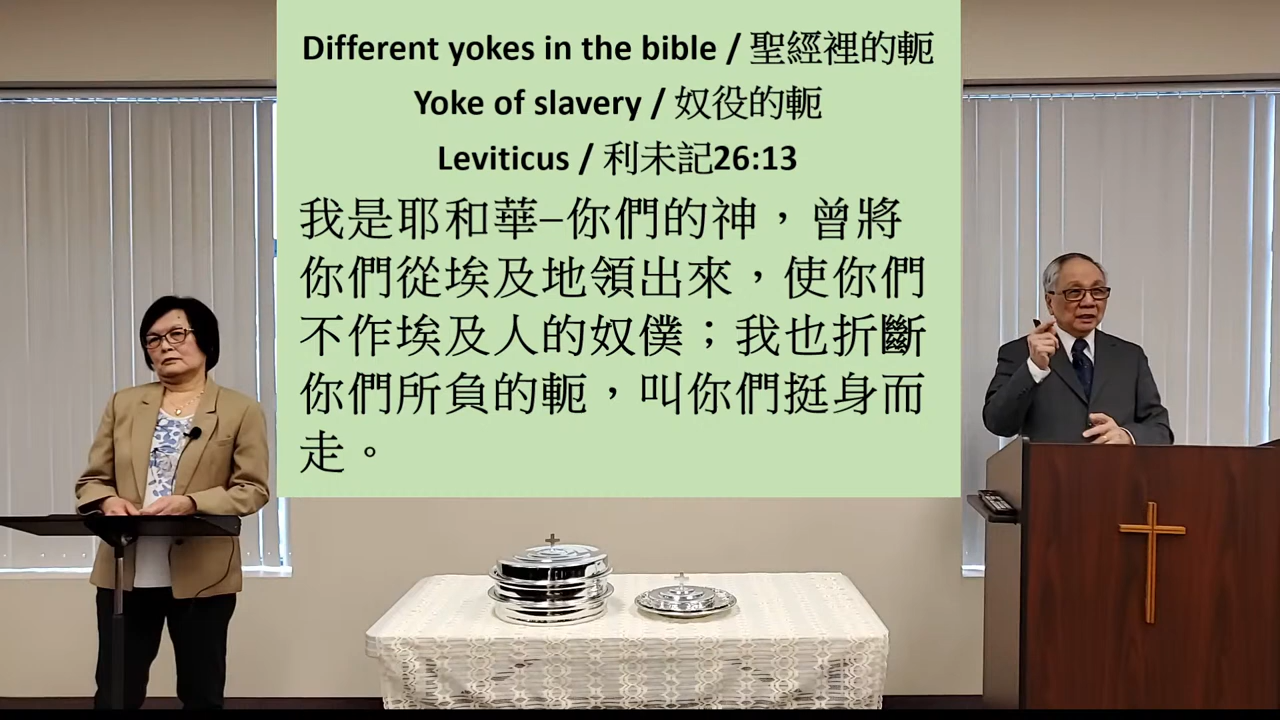 Different yokes in the bible / 聖經裡的軛
Yoke of slavery / 奴役的軛
Leviticus / 利未記26:13
我是耶和華–你們的神，曾將
你們從埃及地領出來，使你們
不作埃及人的奴僕；我也折斷
你們所負的軛，叫你們挺身而
走。